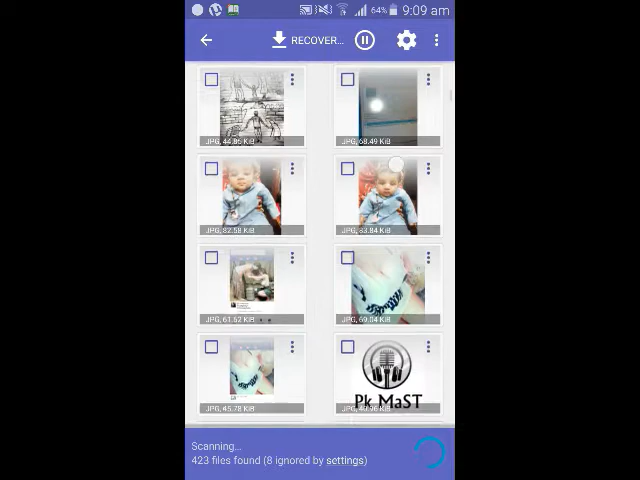 64% 9:09 am
RECOVER...
JPG, 44.85 KiB
JPG, 68.49 KiB
JPG, 82.58 KiB
JPG, 83.84 KiB
JPG, 61.62 KiB
JPG, 69.04 KiB
JPG, 45.78 KiB
Pk MaST
Scanning...
423 files found (8 ignored by settings)